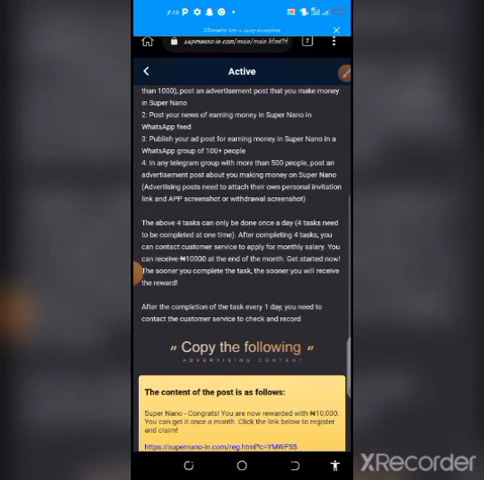 supernano-in.com/main/main.html?f
7
Active
than 1000), post an advertisement post that you make money
in Super Nano
2: Post your news of earning money in Super Nano in
WhatsApp feed
3: Publish your ad post for earning money in Super Nano in a
WhatsApp group of 100+ people
4: In any telegram group with more than 500 people, post an
advertisement post about you making money on Super Nano
(Advertising posts need to attach their own personal invitation
link and APP screenshot or withdrawal screenshot)
The above 4 tasks can only be done once a day (4 tasks need
to be completed at one time). After completing 4 tasks, you
can contact customer service to apply for monthly salary. You
can receive ₦10000 at the end of the month. Get started now!
The sooner you complete the task, the sooner you will receive
the reward!
After the completion of the task every 1 day, you need to
contact the customer service to check and record
" Copy the following "
ADVERTISING CONTENT
The content of the post is as follows:
Super Nano - Congrats! You are now rewarded with ₦10,000.
You can get it once a month. Click the link below to register
and claim!
https://supernano-in.com/reg.html?c=YMWFSS
XRecorder